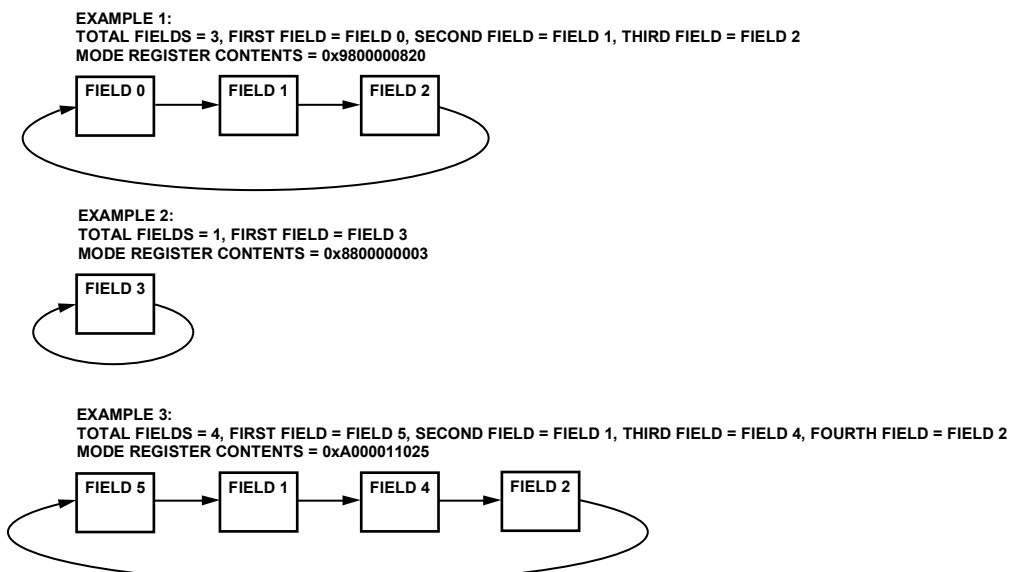 EXAMPLE 1:
TOTAL FIELDS = 3, FIRST FIELD = FIELD 0, SECOND FIELD = FIELD 1, THIRD FIELD = FIELD 2
MODE REGISTER CONTENTS = 0x9800000820
FIELD 0 FIELD 1 FIELD 2
EXAMPLE 2:
TOTAL FIELDS = 1, FIRST FIELD = FIELD 3
MODE REGISTER CONTENTS = 0x8800000003
FIELD 3
EXAMPLE 3:
TOTAL FIELDS = 4, FIRST FIELD = FIELD 5, SECOND FIELD = FIELD 1, THIRD FIELD = FIELD 4, FOURTH FIELD = FIELD 2
MODE REGISTER CONTENTS = 0xA000011025
FIELD 5 FIELD 1 FIELD 4 FIELD 2